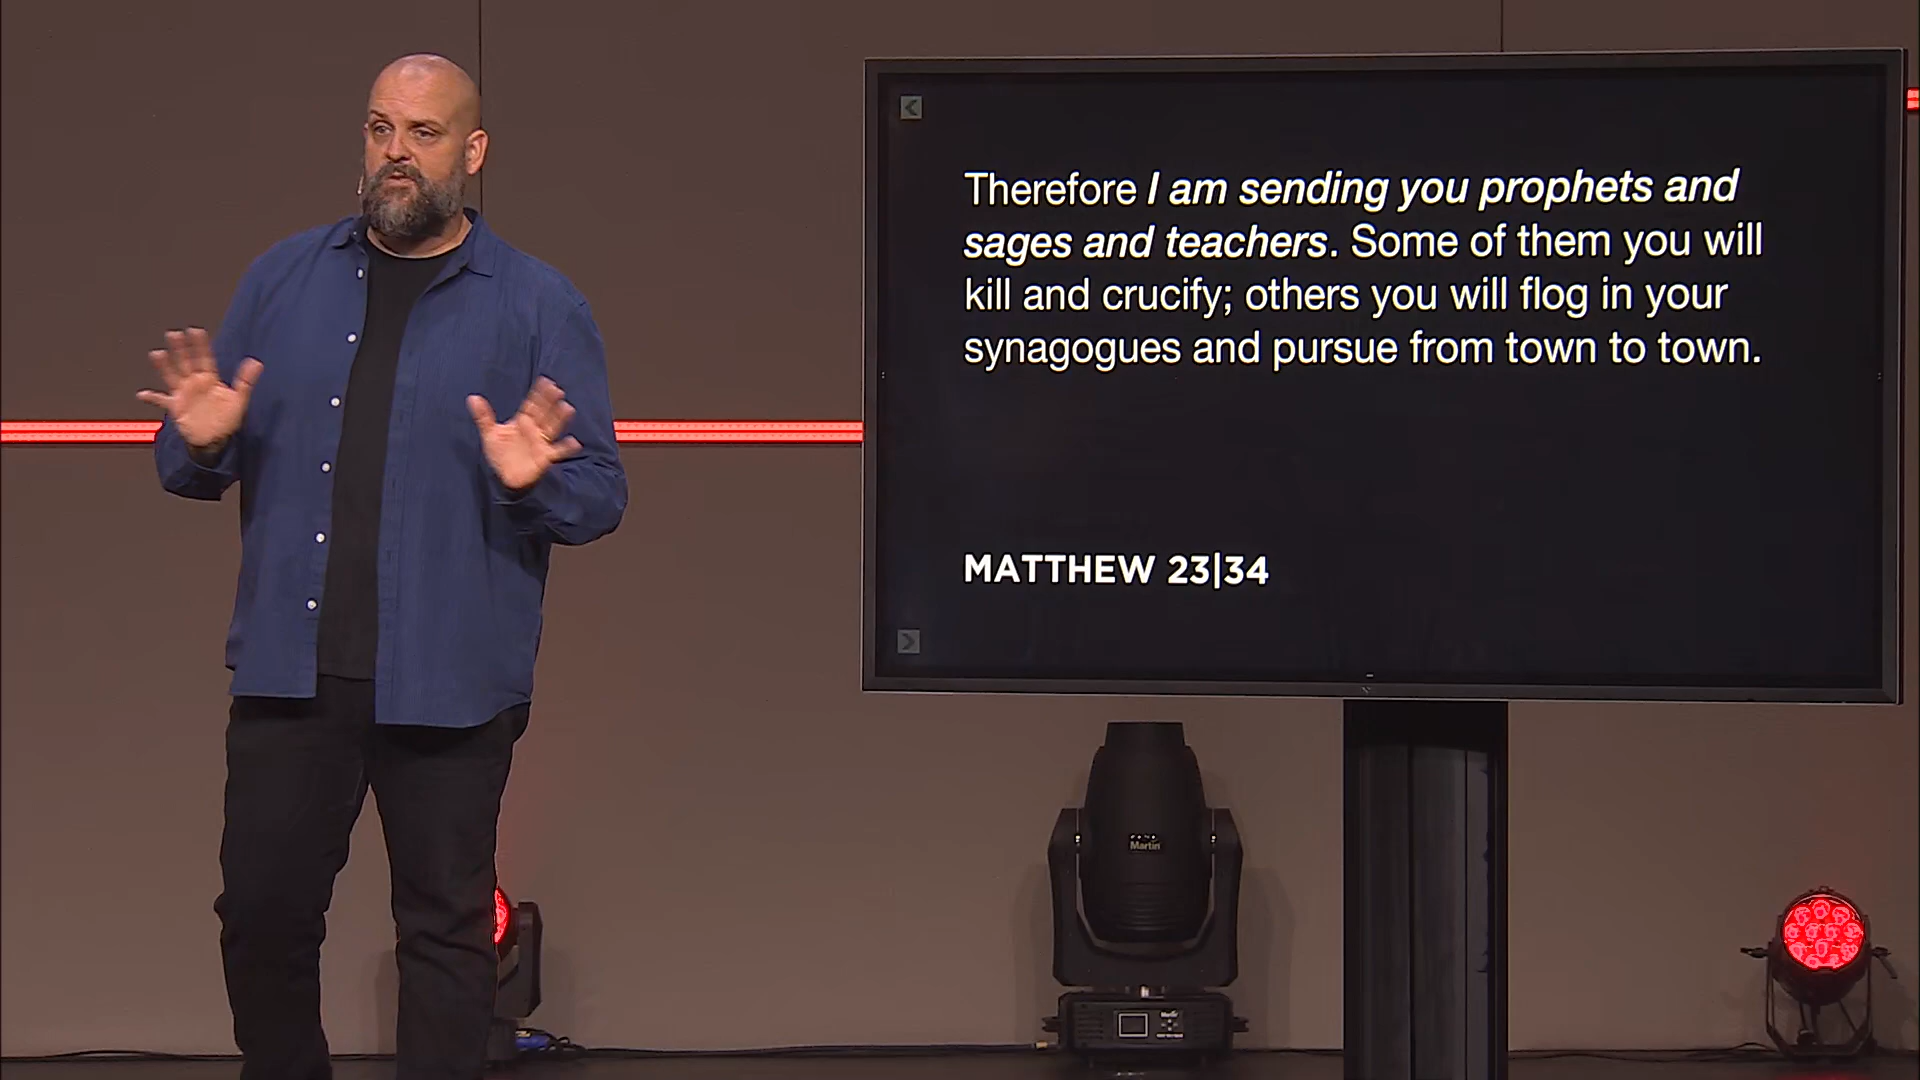 Therefore I am sending you prophets and
sages and teachers. Some of them you will
kill and crucify; others you will flog in your
synagogues and pursue from town to town.
MATTHEW 23|34
Martin
Martin